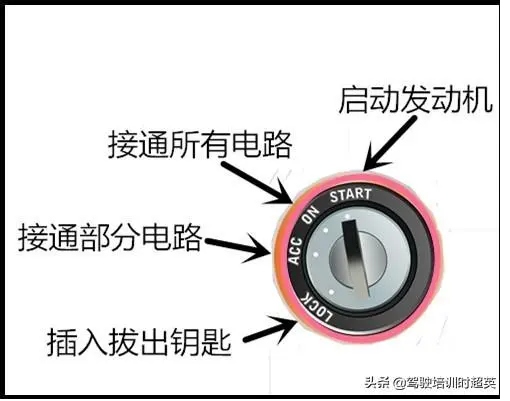 启动发动机
接通所有电路
START
ON
接通部分电路
ACC
LOCK
插入拔出钥匙
头条 @驾驶培训时超英